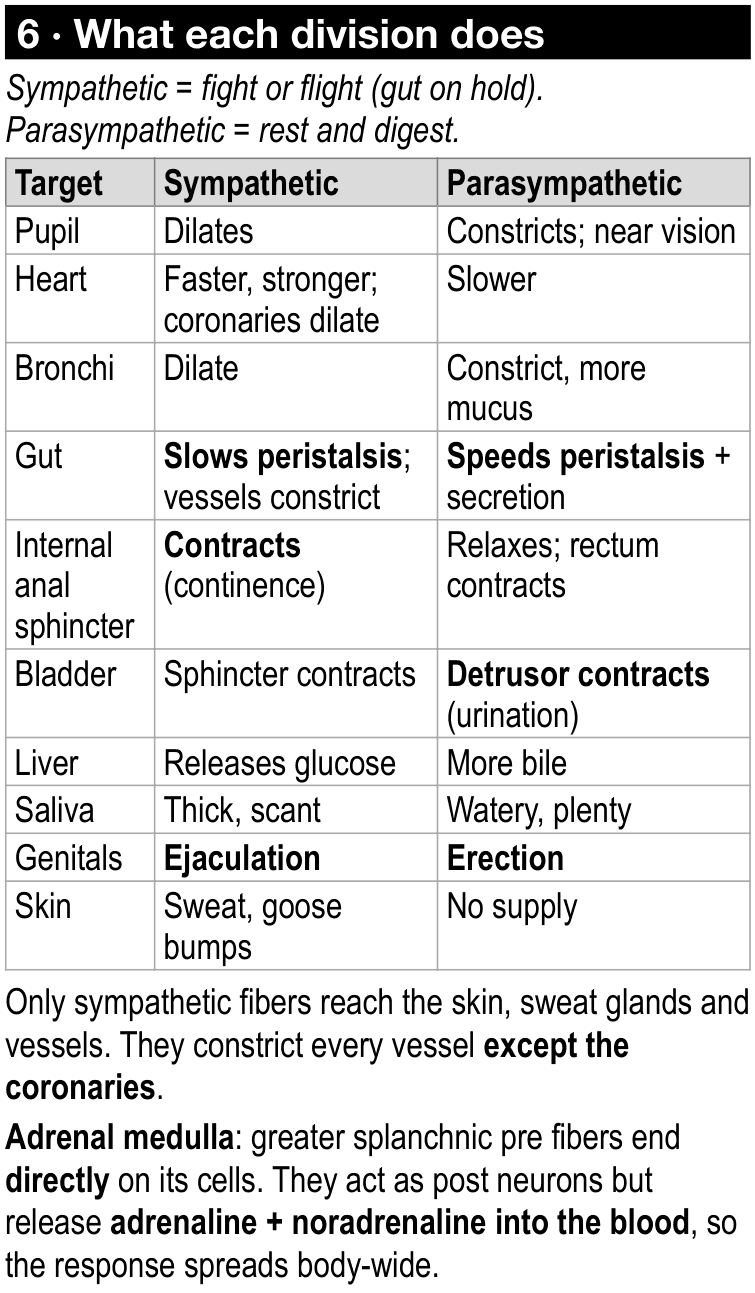 6 · What each division does
Sympathetic = fight or flight (gut on hold).
Parasympathetic = rest and digest.
Target Sympathetic Parasympathetic
Pupil Dilates Constricts; near vision
Heart Faster, stronger; Slower
coronaries dilate
Bronchi Dilate Constrict, more
mucus
Gut Slows peristalsis; Speeds peristalsis +
vessels constrict secretion
Internal Contracts Relaxes; rectum
anal (continence) contracts
sphincter
Bladder Sphincter contracts Detrusor contracts
(urination)
Liver Releases glucose More bile
Saliva Thick, scant Watery, plenty
Genitals Ejaculation Erection
Skin Sweat, goose No supply
bumps
Only sympathetic fibers reach the skin, sweat glands and
vessels. They constrict every vessel except the
coronaries.
Adrenal medulla: greater splanchnic pre fibers end
directly on its cells. They act as post neurons but
release adrenaline + noradrenaline into the blood, so
the response spreads body-wide.